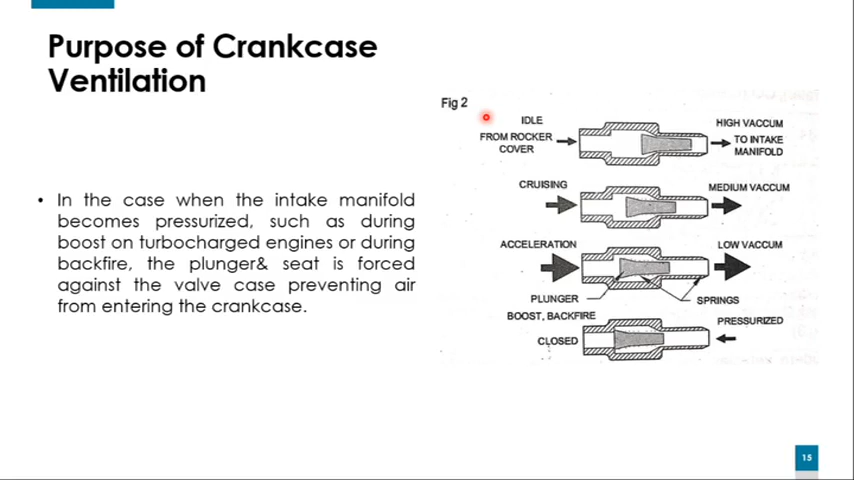 Purpose of Crankcase
Ventilation
• In the case when the intake manifold
becomes pressurized, such as during
boost on turbocharged engines or during
backfire, the plunger& seat is forced
against the valve case preventing air
from entering the crankcase.
Fig 2
IDLE
FROM ROCKER
COVER
HIGH VACCUM
TO INTAKE
MANIFOLD
CRUISING
MEDIUM VACCUM
ACCELERATION
LOW VACCUM
PLUNGER
SPRINGS
BOOST, BACKFIRE
PRESSURIZED
CLOSED
15